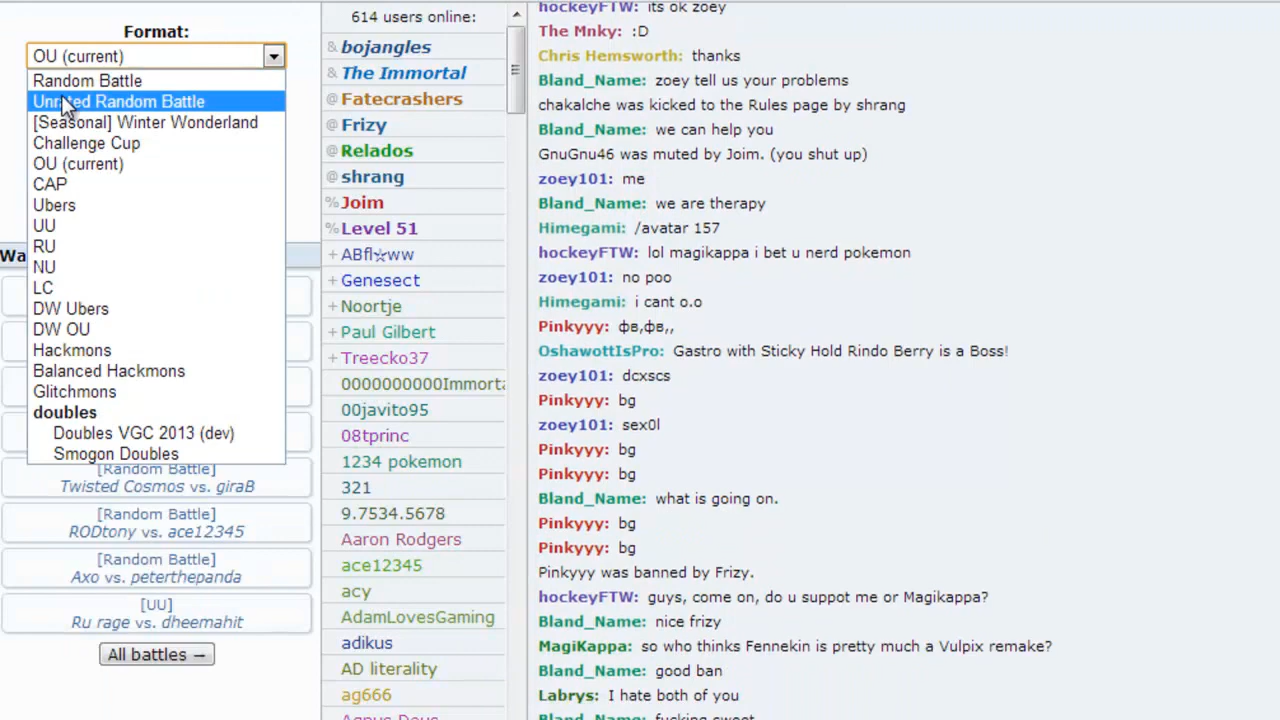 Format:
OU (current)
Random Battle
Unrated Random Battle
[Seasonal] Winter Wonderland
Challenge Cup
OU (current)
CAP
Ubers
UU
RU
NU
LC
DW Ubers
DW OU
Hackmons
Balanced Hackmons
Glitchmons
doubles
Doubles VGC 2013 (dev)
Smogon Doubles
Wa
[Random Battle]
Twisted Cosmos vs. giraB
[Random Battle]
RODtony vs. ace12345
[Random Battle]
Axo vs. peterthepanda
[UU]
Ru rage vs. dheemahit
All battles →
614 users online:
& bojangles
& The Immortal
@ Fatecrashers
@ Frizy
@ Relados
@ shrang
% Joim
% Level 51
+ ABfl☆ww
+ Genesect
+ Noortje
+ Paul Gilbert
+ Treecko37
0000000000Immorta
00javito95
08tprinc
1234 pokemon
321
9.7534.5678
Aaron Rodgers
ace12345
acy
AdamLovesGaming
adikus
AD literality
ag666
Agnus Deus
hockeyFTW: its ok zoey
The Mnky: :D
Chris Hemsworth: thanks
Bland_Name: zoey tell us your problems
chakalche was kicked to the Rules page by shrang
Bland_Name: we can help you
GnuGnu46 was muted by Joim. (you shut up)
zoey101: me
Bland_Name: we are therapy
Himegami: /avatar 157
hockeyFTW: lol magikappa i bet u nerd pokemon
zoey101: no poo
Himegami: i cant o.o
Pinkyyy: фв,фв,,
OshawottIsPro: Gastro with Sticky Hold Rindo Berry is a Boss!
zoey101: dcxscs
Pinkyyy: bg
zoey101: sex0l
Pinkyyy: bg
Pinkyyy: bg
Bland_Name: what is going on.
Pinkyyy: bg
Pinkyyy: bg
Pinkyyy was banned by Frizy.
hockeyFTW: guys, come on, do u suppot me or Magikappa?
Bland_Name: nice frizy
MagiKappa: so who thinks Fennekin is pretty much a Vulpix remake?
Bland_Name: good ban
Labrys: I hate both of you
Bland_Name: fucking sweet